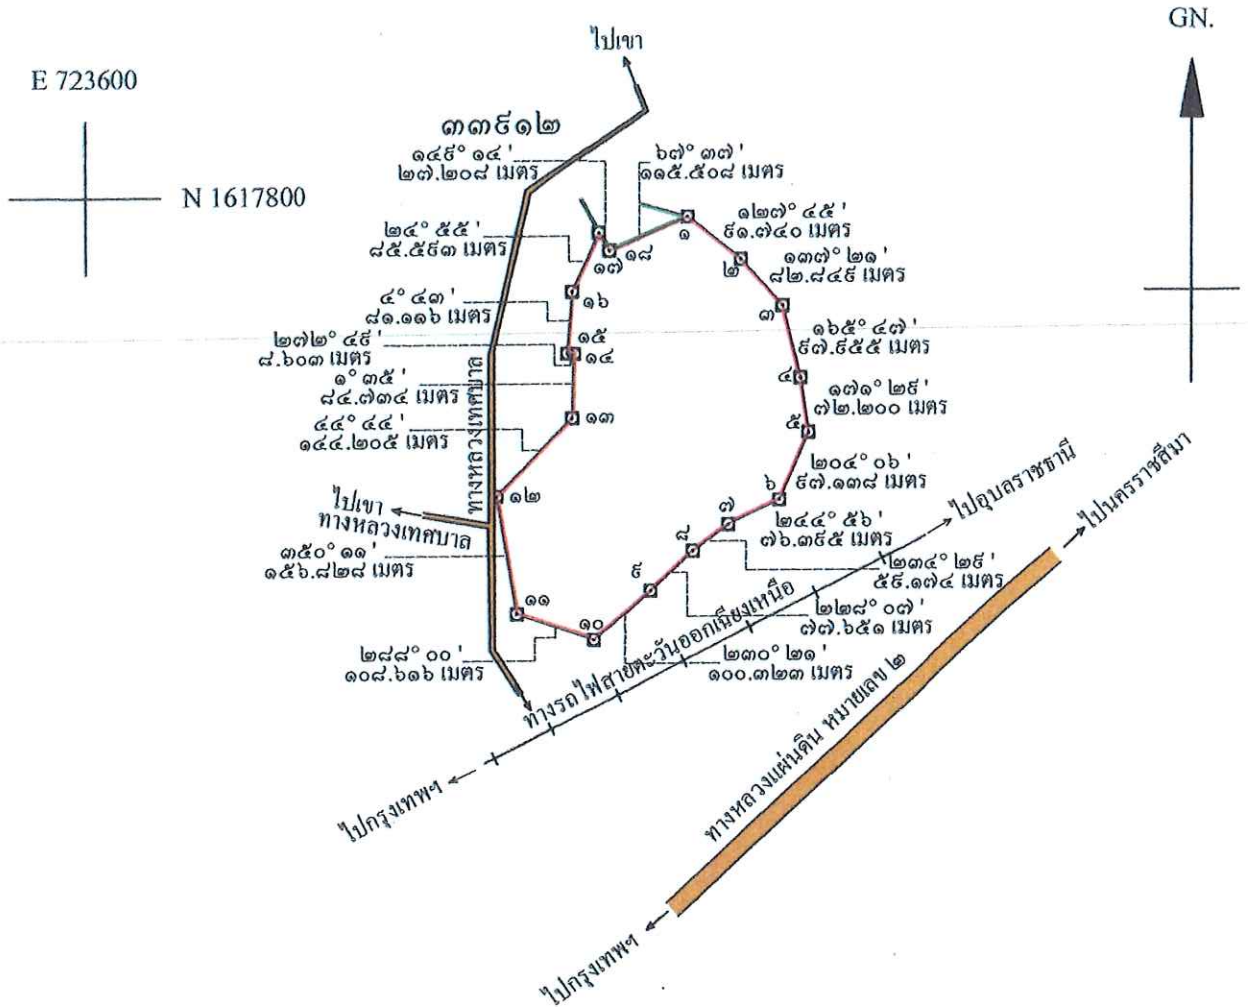 GN.
ไปเขา
E 723600
N 1617800
๓๓๙๑๒
๑๔๙° ๑๔'
๒๗.๒๐๘ เมตร
๖๗° ๓๗'
๑๑๕.๕๐๘ เมตร
๑
๑๒๗° ๔๕'
๙๑.๗๔๐ เมตร
๒๔° ๕๕'
๘๕.๕๙๓ เมตร
๑๗
๑๘
๒
๑๓๗° ๒๑'
๘๒.๘๔๙ เมตร
๔° ๔๓'
๘๑.๑๑๖ เมตร
๑๖
๓
๑๖๕° ๔๗'
๙๗.๙๕๕ เมตร
๒๗๒° ๔๙'
๘.๖๐๓ เมตร
๑๕
๑๔
๑° ๓๕'
๘๔.๗๓๔ เมตร
๔
๑๗๑° ๒๙'
๗๒.๒๐๐ เมตร
๔๔° ๔๔'
๑๔๔.๒๐๕ เมตร
๑๓
๕
ทางหลวงเทศบาล
๒๐๔° ๐๖'
๙๗.๑๓๘ เมตร
๑๒
๖
ไปเขา
ทางหลวงเทศบาล
๗
๒๔๔° ๕๖'
๗๖.๓๙๕ เมตร
ไปอุบลราชธานี
ไปนครราชสีมา
๓๕๐° ๑๑'
๑๕๖.๘๒๘ เมตร
๘
๒๓๔° ๒๙'
๕๙.๑๗๔ เมตร
๙
๒๒๘° ๐๗'
๗๗.๖๕๑ เมตร
๑๑
๑๐
๒๘๘° ๐๐'
๑๐๘.๖๑๖ เมตร
๒๓๐° ๒๑'
๑๐๐.๓๒๓ เมตร
ทางรถไฟสายตะวันออกเฉียงเหนือ
ทางหลวงแผ่นดิน หมายเลข ๒
ไปกรุงเทพฯ
ไปกรุงเทพฯ